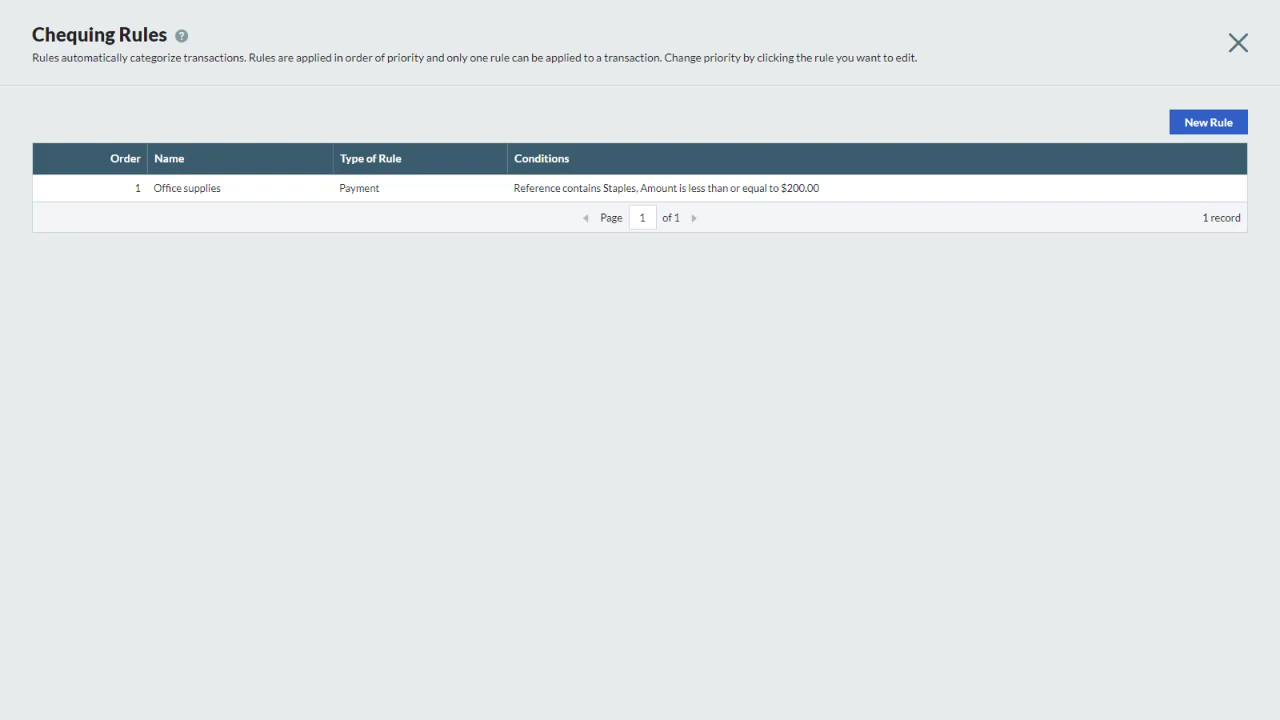 Chequing Rules ?
Rules automatically categorize transactions. Rules are applied in order of priority and only one rule can be applied to a transaction. Change priority by clicking the rule you want to edit.
New Rule
Order Name Type of Rule Conditions
1 Office supplies Payment Reference contains Staples, Amount is less than or equal to $200.00
Page 1 of 1 1 record